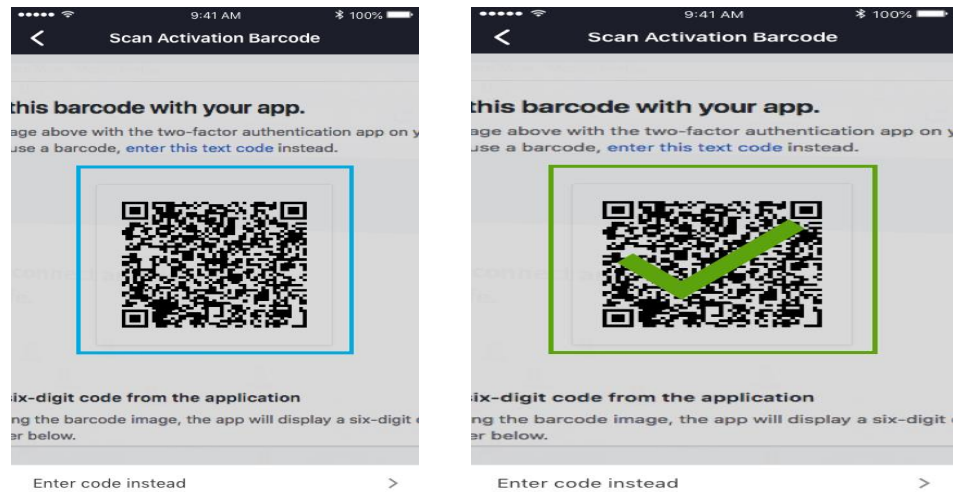 9:41 AM 100%
Scan Activation Barcode
this barcode with your app.
age above with the two-factor authentication app on y
use a barcode, enter this text code instead.
six-digit code from the application
ng the barcode image, the app will display a six-digit
er below.
Enter code instead >
9:41 AM 100%
Scan Activation Barcode
this barcode with your app.
age above with the two-factor authentication app on y
use a barcode, enter this text code instead.
six-digit code from the application
ng the barcode image, the app will display a six-digit
er below.
Enter code instead >